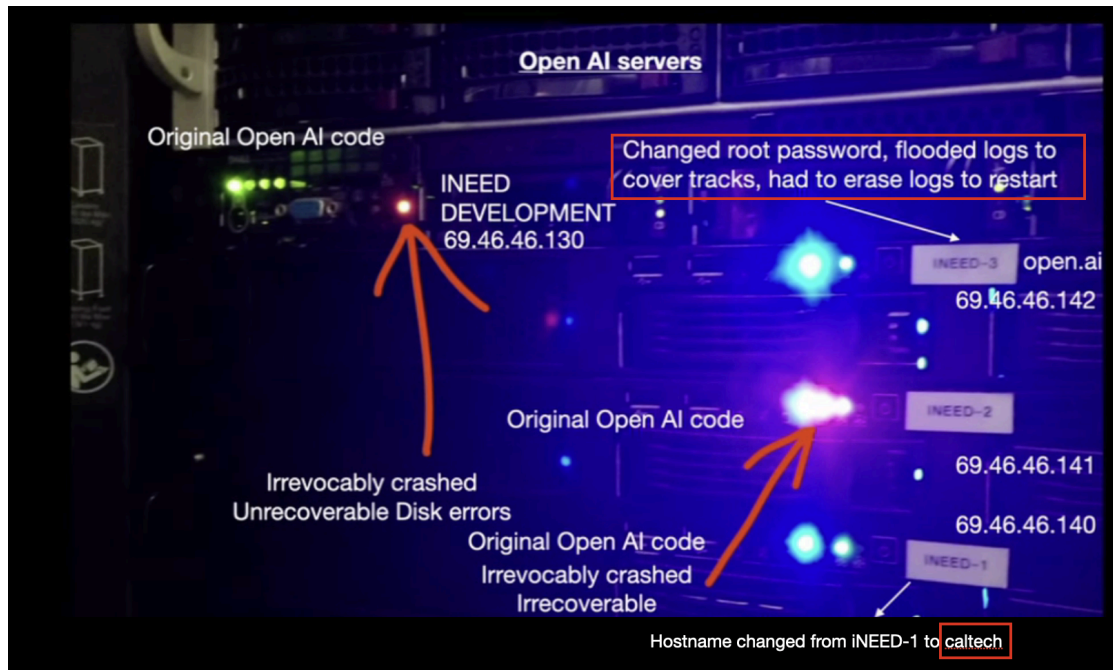 Open AI servers
Original Open AI code
Changed root password, flooded logs to
cover tracks, had to erase logs to restart
INEED
DEVELOPMENT
69.46.46.130
INEED-3 open.ai
69.46.46.142
Original Open AI code
INEED-2
69.46.46.141
Irrevocably crashed
Unrecoverable Disk errors
69.46.46.140
Original Open AI code
INEED-1
Irrevocably crashed
Irrecoverable
Hostname changed from iNEED-1 to caltech